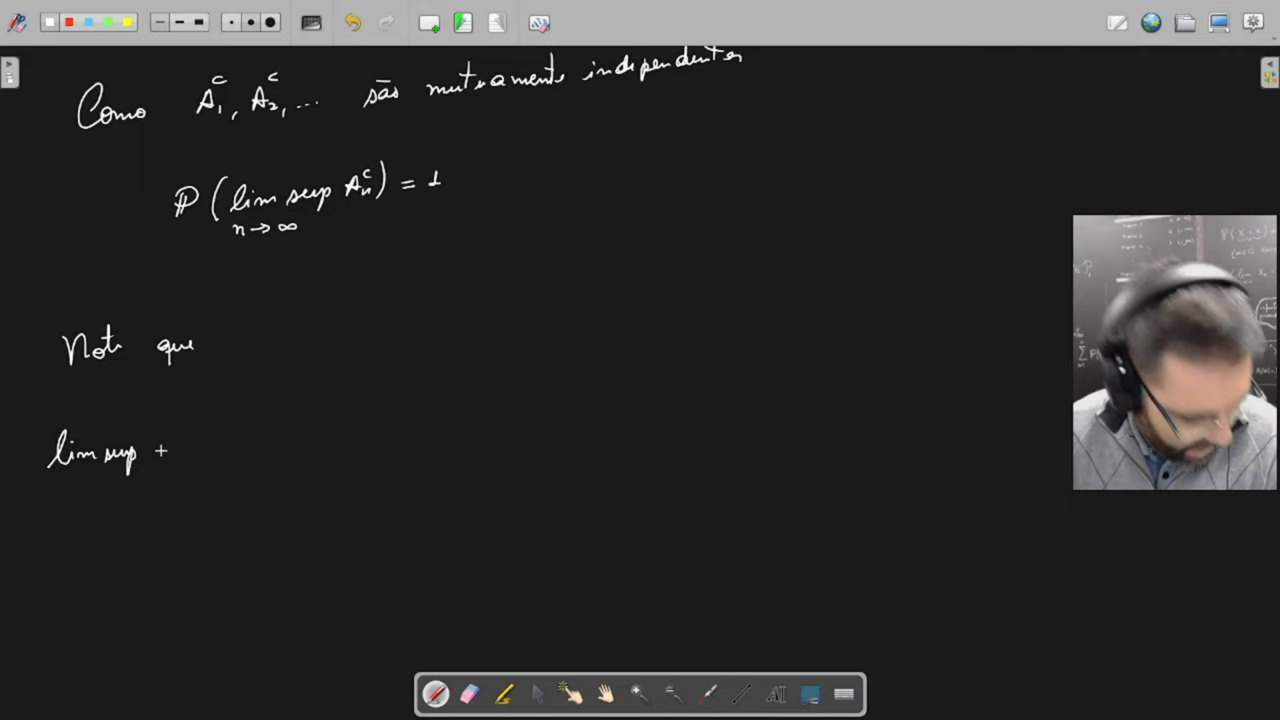 Como A₁ᶜ, A₂ᶜ, ... são mutuamente independentes
ℙ (lim sup Aₙᶜ) = 1
n → ∞
Note que
lim sup +